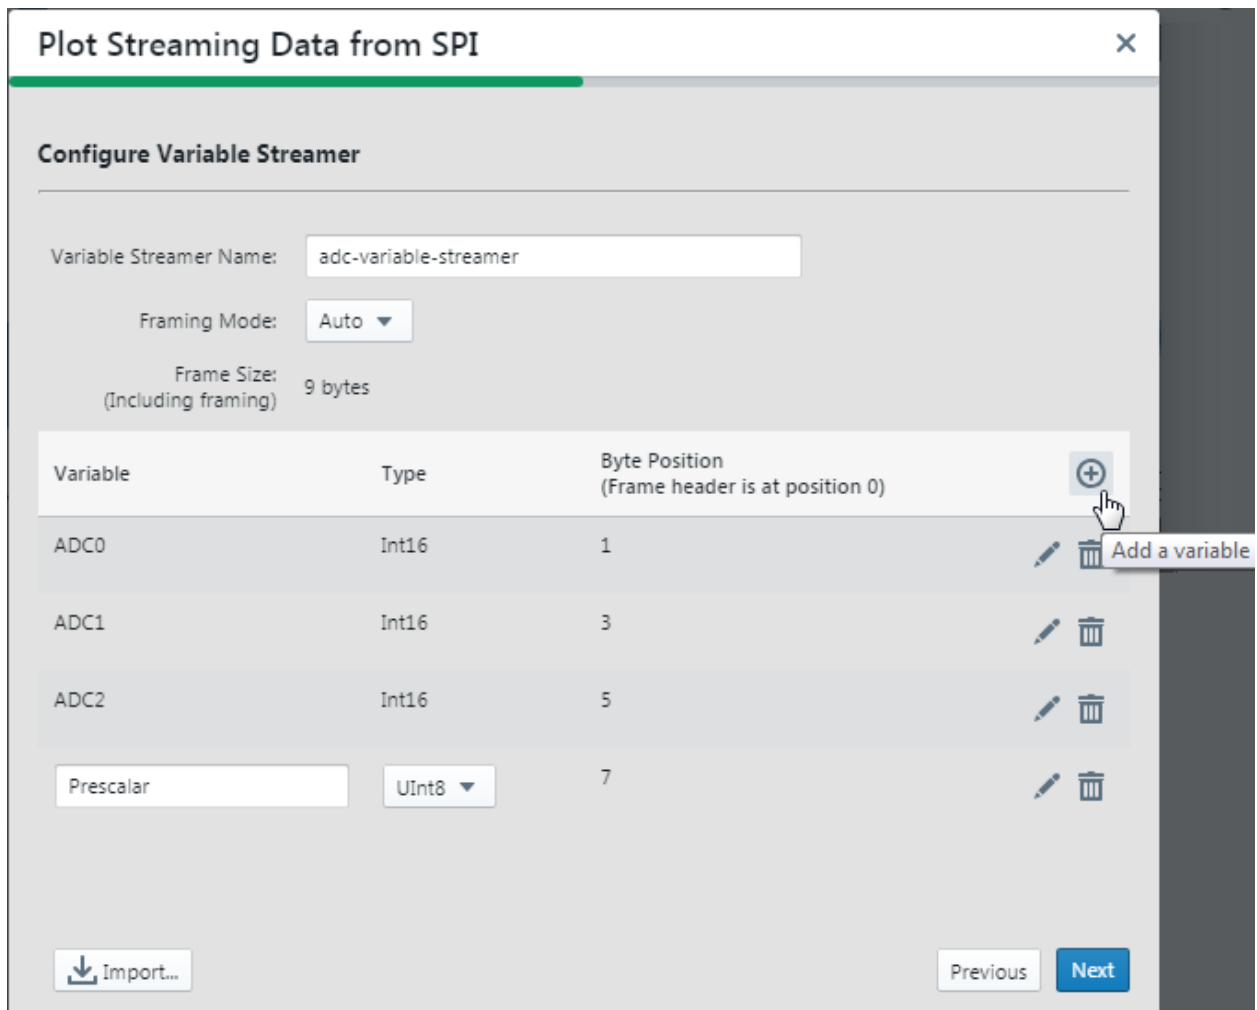 Plot Streaming Data from SPI
Configure Variable Streamer
Variable Streamer Name: adc-variable-streamer
Framing Mode: Auto
Frame Size:
(Including framing) 9 bytes
Variable Type Byte Position
(Frame header is at position 0)
ADC0 Int16 1
Add a variable
ADC1 Int16 3
ADC2 Int16 5
Prescalar UInt8 7
Import... Previous Next